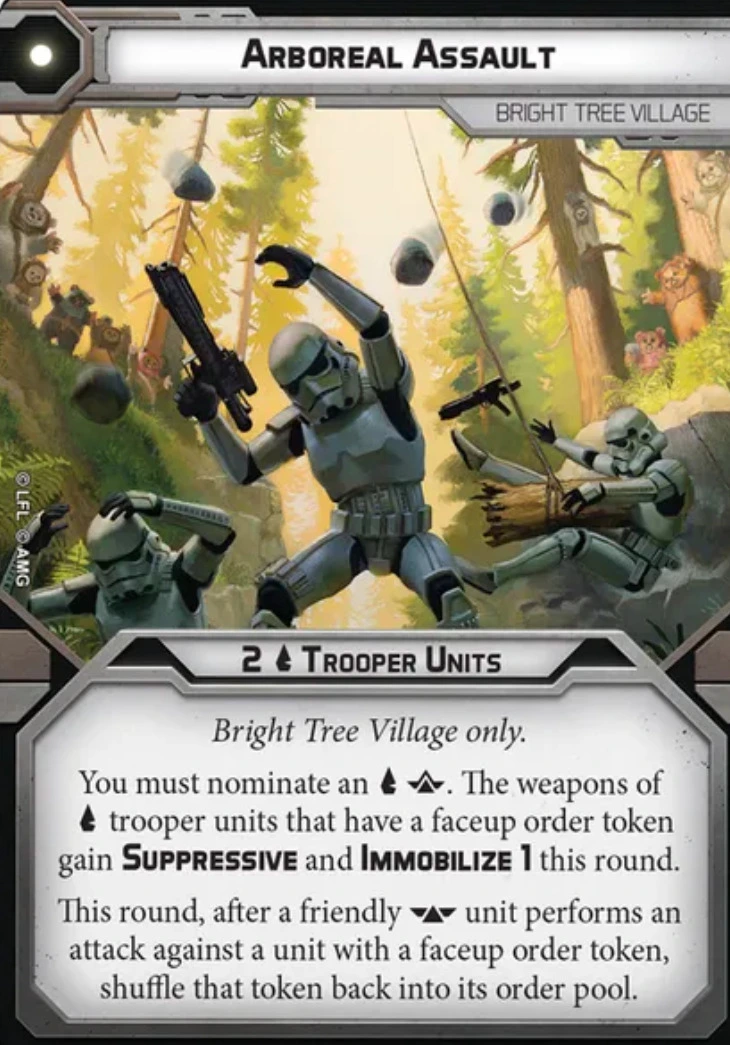 ARBOREAL ASSAULT
BRIGHT TREE VILLAGE
© LFL © AMG
2 TROOPER UNITS
Bright Tree Village only.
You must nominate an . The weapons of
trooper units that have a faceup order token
gain SUPPRESSIVE and IMMOBILIZE 1 this round.
This round, after a friendly unit performs an
attack against a unit with a faceup order token,
shuffle that token back into its order pool.